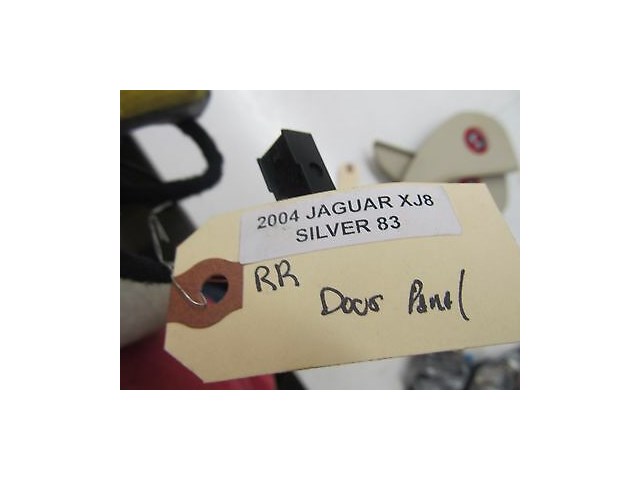 2004 JAGUAR XJ8
SILVER 83
RR
Door Panel